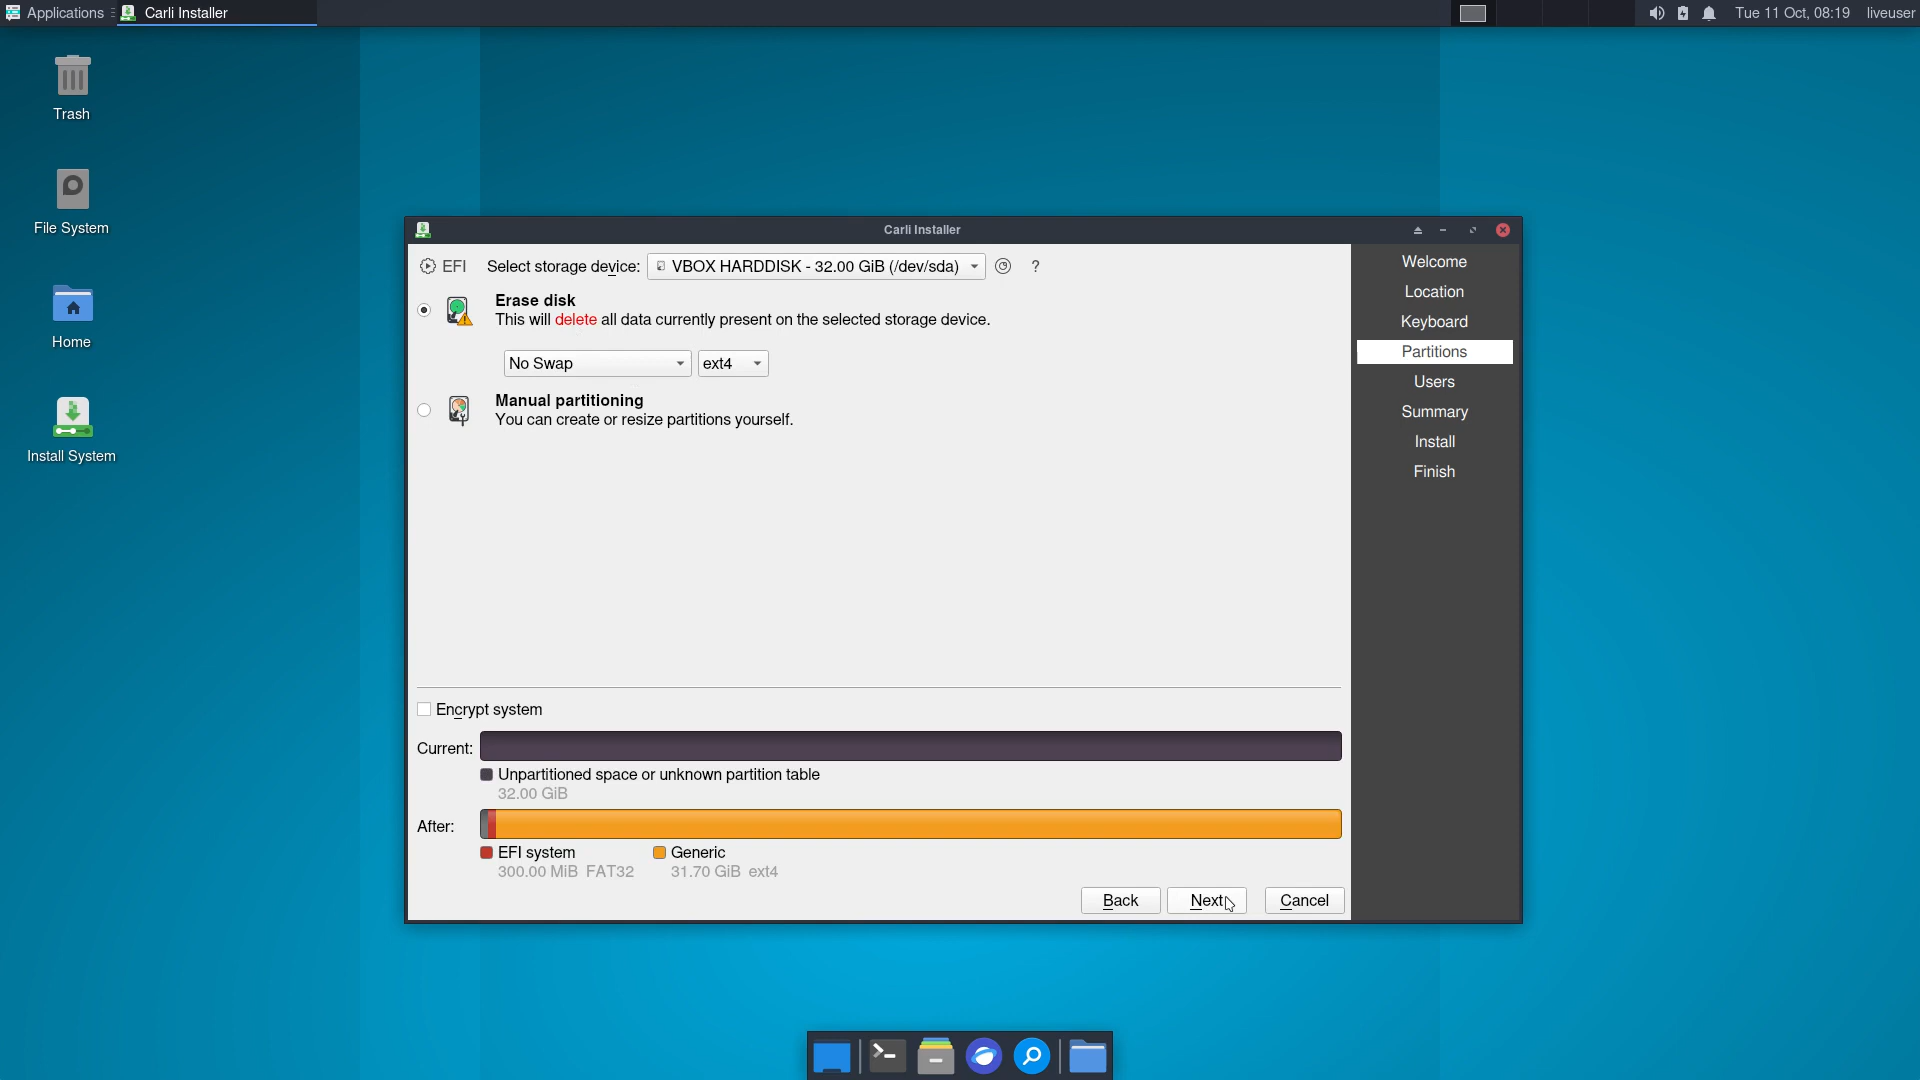 Applications
Carli Installer
Tue 11 Oct, 08:19
liveuser
Trash
File System
Home
Install System
Carli Installer
EFI
Select storage device:
VBOX HARDDISK - 32.00 GiB (/dev/sda)
?
Erase disk
This will delete all data currently present on the selected storage device.
No Swap
ext4
Manual partitioning
You can create or resize partitions yourself.
Encrypt system
Current:
Unpartitioned space or unknown partition table
32.00 GiB
After:
EFI system
300.00 MiB FAT32
Generic
31.70 GiB ext4
Back
Next
Cancel
Welcome
Location
Keyboard
Partitions
Users
Summary
Install
Finish